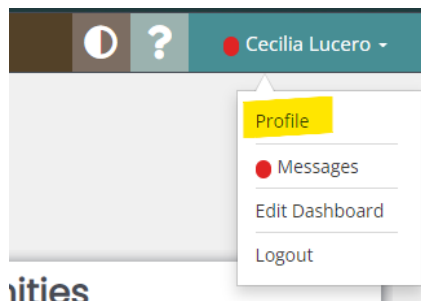 ? Cecilia Lucero
Profile
Messages
Edit Dashboard
Logout
nities